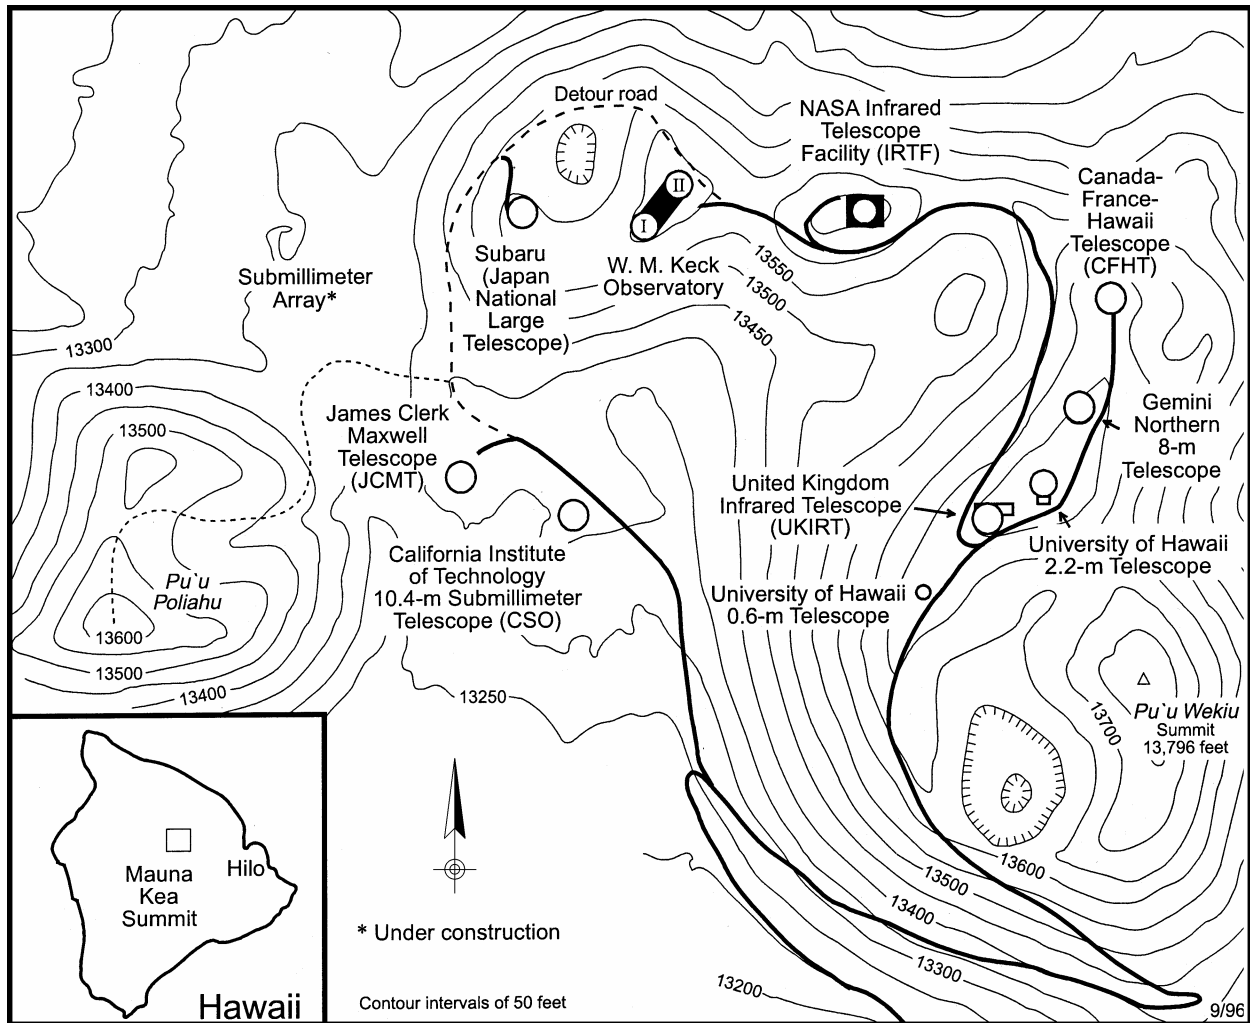 Detour road
NASA Infrared
Telescope
Facility (IRTF)
Canada-
France-
Hawaii
Telescope
(CFHT)
II
I
Subaru
(Japan
National
Large
Telescope)
W. M. Keck
Observatory
13550
13500
13450
Submillimeter
Array*
13300
13400
13500
James Clerk
Maxwell
Telescope
(JCMT)
Gemini
Northern
8-m
Telescope
United Kingdom
Infrared Telescope
(UKIRT)
University of Hawaii
2.2-m Telescope
California Institute
of Technology
10.4-m Submillimeter
Telescope (CSO)
University of Hawaii
0.6-m Telescope
Pu`u
Poliahu
13600
13500
13400
13250
13700
Pu`u Wekiu
Summit
13,796 feet
Mauna
Kea
Summit
Hilo
Hawaii
* Under construction
Contour intervals of 50 feet
13600
13500
13400
13300
13200
9/96